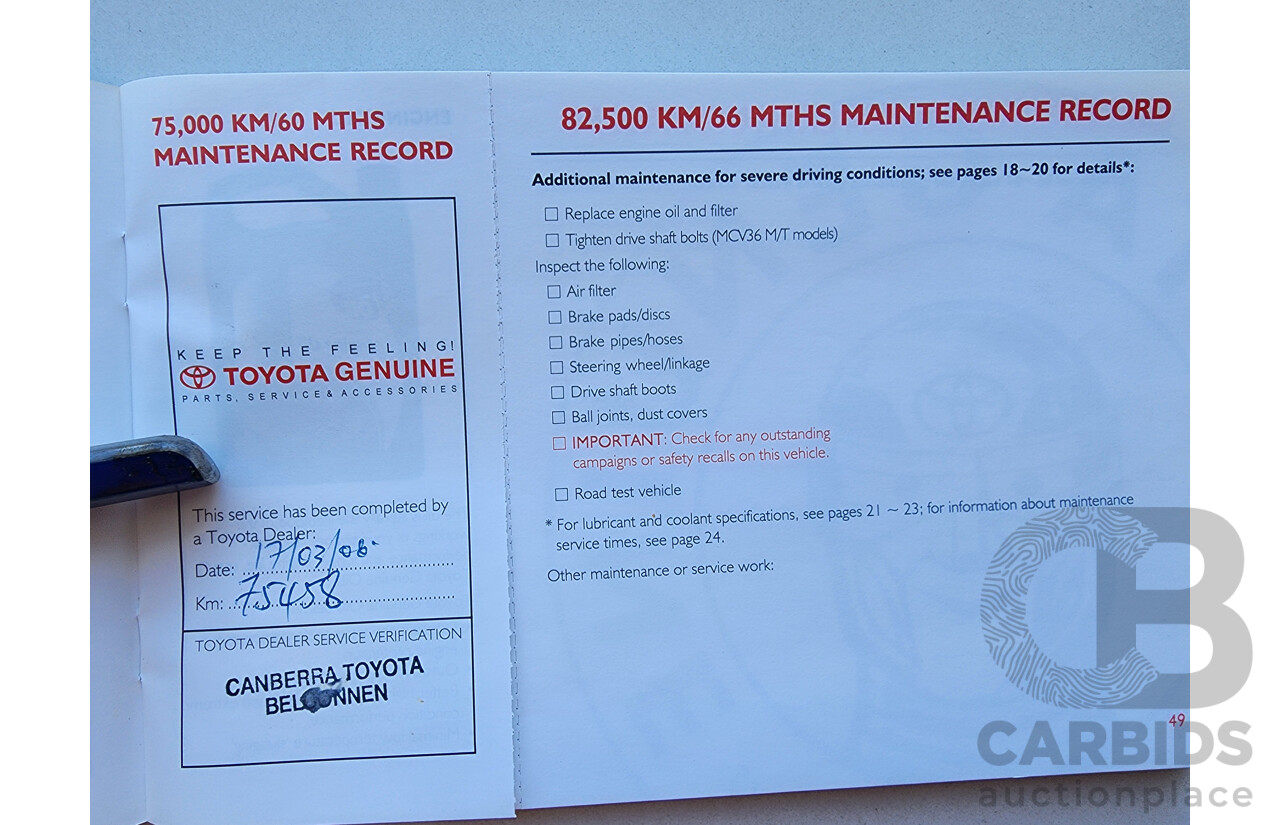 75,000 KM/60 MTHS
MAINTENANCE RECORD
KEEP THE FEELING!
TOYOTA GENUINE
PARTS, SERVICE & ACCESSORIES
This service has been completed by
a Toyota Dealer:
Date: 17/03/06.
Km: 75458
TOYOTA DEALER SERVICE VERIFICATION
CANBERRA TOYOTA
82,500 KM/66 MTHS MAINTENANCE RECORD
Additional maintenance for severe driving conditions; see pages 18~20 for details*:
Replace engine oil and filter
Tighten drive shaft bolts (MCV36 M/T models)
Inspect the following:
Air filter
Brake pads/discs
Brake pipes/hoses
Steering wheel/linkage
Drive shaft boots
Ball joints, dust covers
IMPORTANT: Check for any outstanding
campaigns or safety recalls on this vehicle.
Road test vehicle
* For lubricant and coolant specifications, see pages 21 ~ 23; for information about maintenance
service times, see page 24.
Other maintenance or service work:
49
CB
CARBIDS
auctionplace